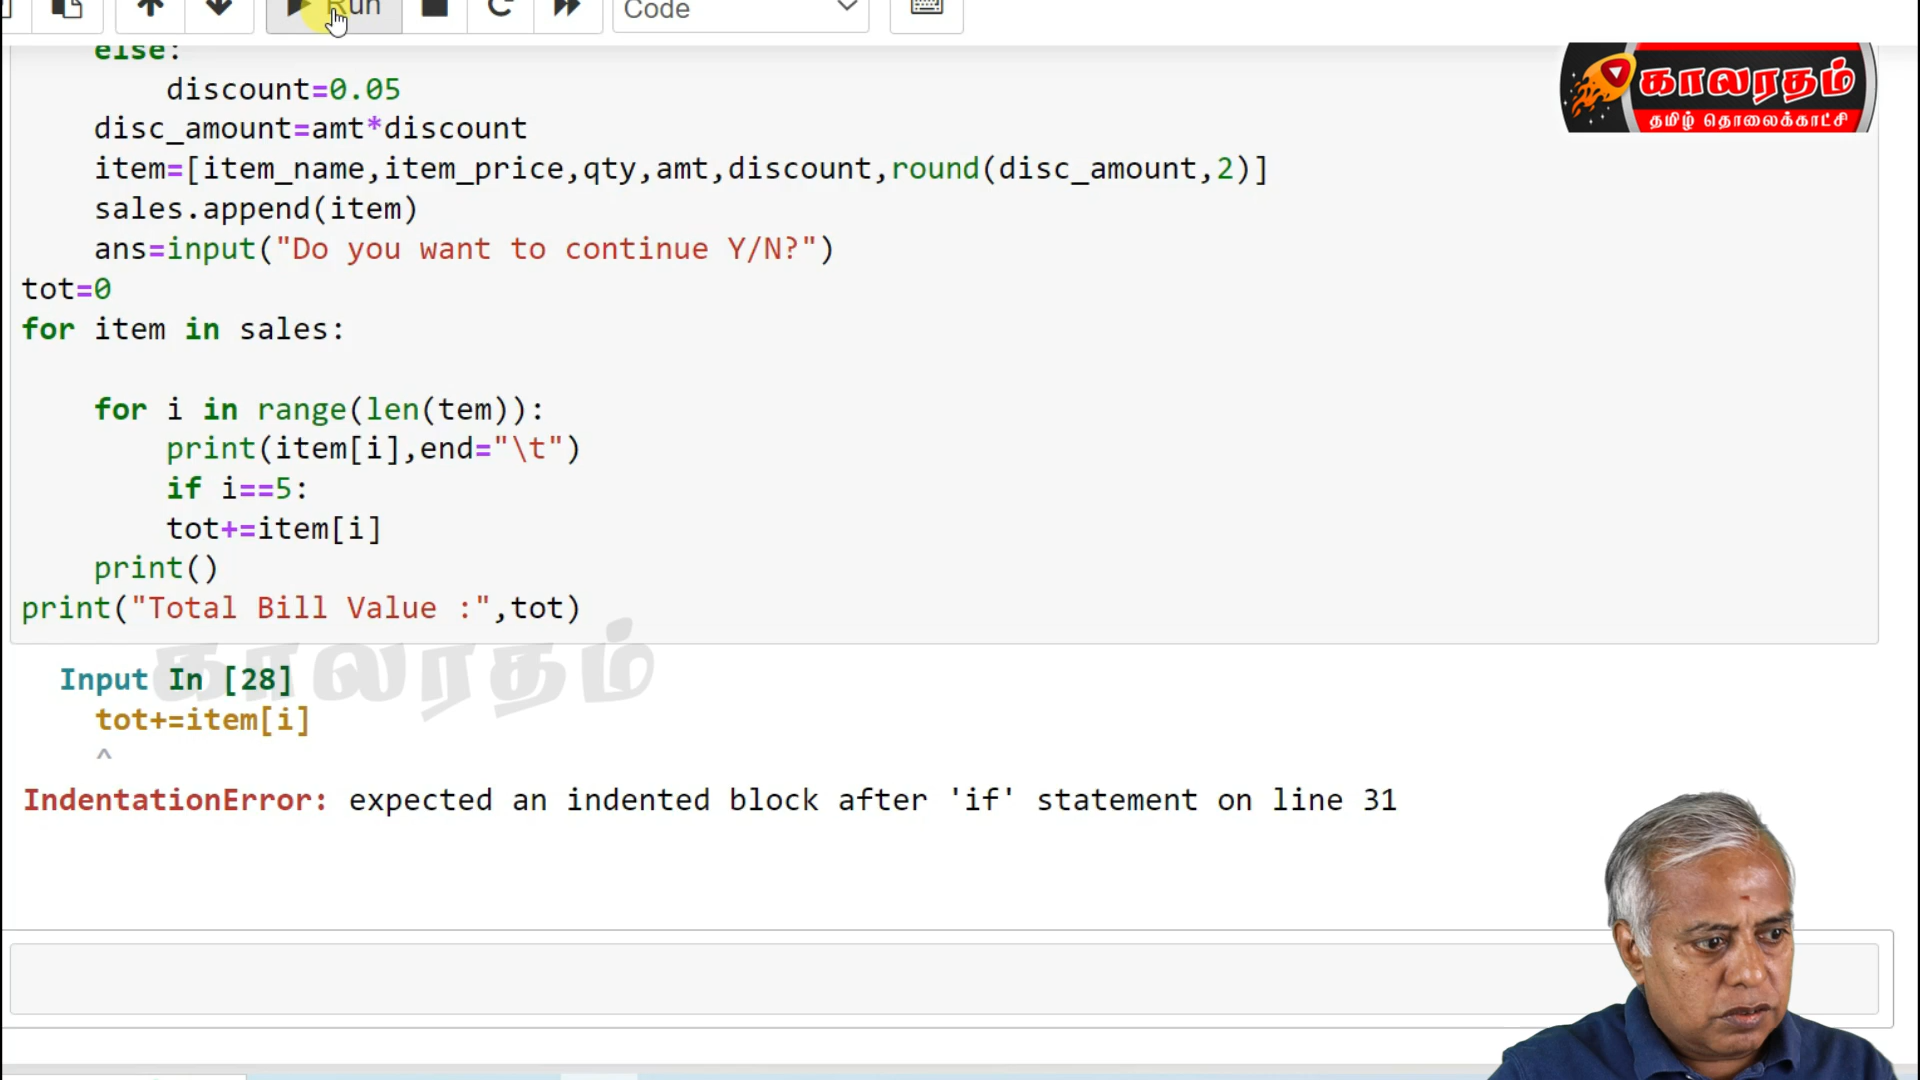 Run
Code
else:
discount=0.05
disc_amount=amt*discount
item=[item_name,item_price,qty,amt,discount,round(disc_amount,2)]
sales.append(item)
ans=input("Do you want to continue Y/N?")
tot=0
for item in sales:
for i in range(len(tem)):
print(item[i],end="\t")
if i==5:
tot+=item[i]
print()
print("Total Bill Value :",tot)
காலரதம்
Input In [28]
tot+=item[i]
^
IndentationError: expected an indented block after 'if' statement on line 31
காலரதம்
தமிழ் தொலைக்காட்சி